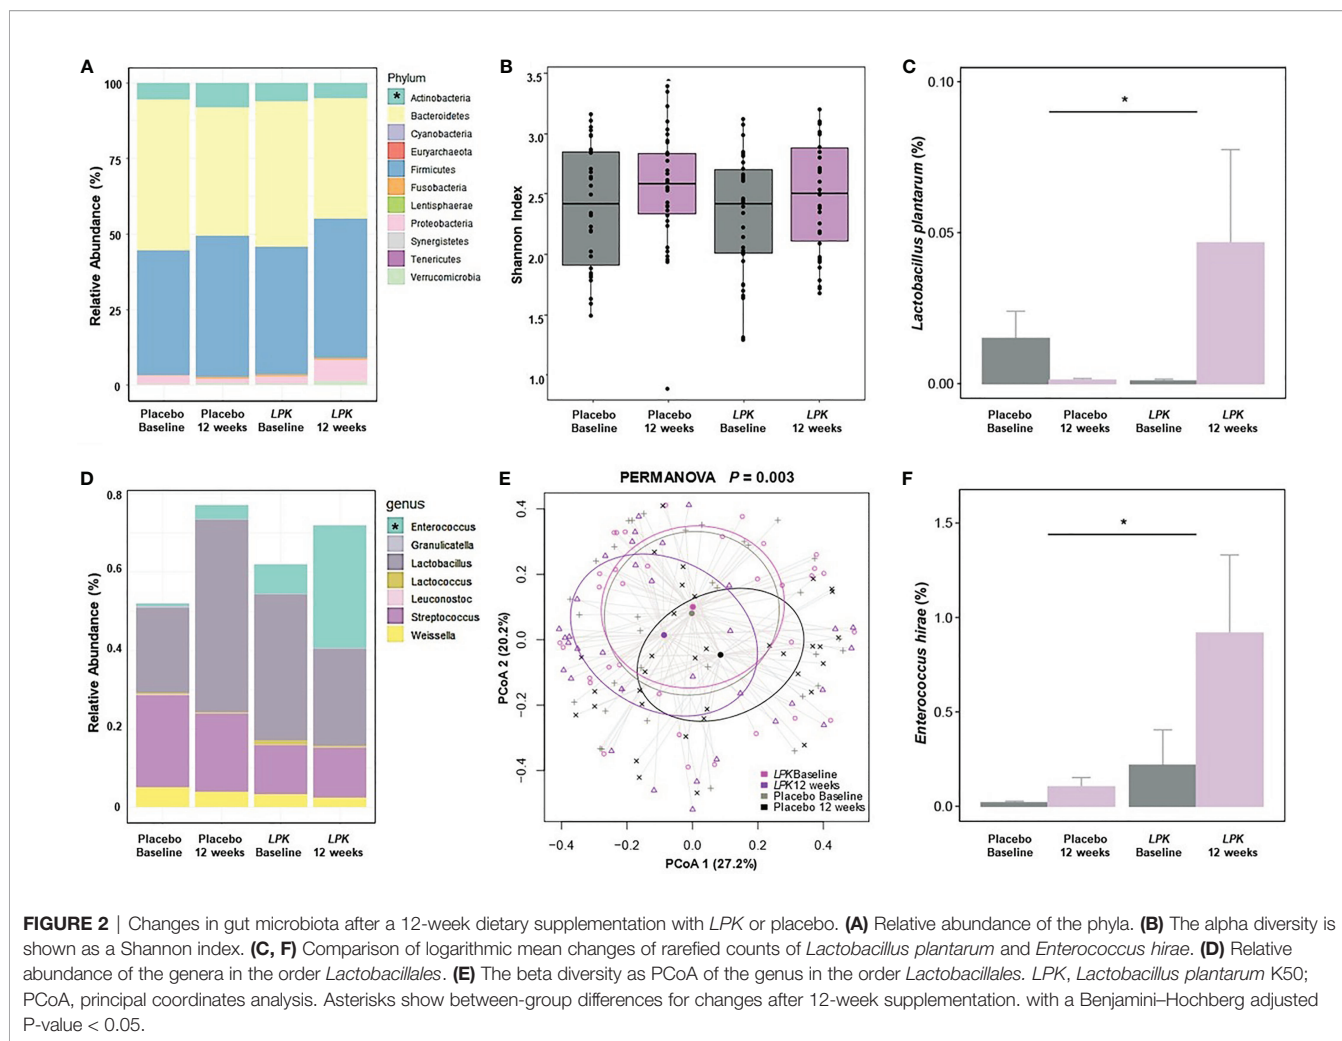 A
Relative Abundance (%)
100
75
50
25
0
Placebo Baseline
Placebo 12 weeks
LPK Baseline
LPK 12 weeks
Phylum
* Actinobacteria
Bacteroidetes
Cyanobacteria
Euryarchaeota
Firmicutes
Fusobacteria
Lentisphaerae
Proteobacteria
Synergistetes
Tenericutes
Verrucomicrobia
B
Shannon Index
3.5
3.0
2.5
2.0
1.5
1.0
Placebo Baseline
Placebo 12 weeks
LPK Baseline
LPK 12 weeks
C
Lactobacillus plantarum (%)
0.10
0.05
0.00
*
Placebo Baseline
Placebo 12 weeks
LPK Baseline
LPK 12 weeks
D
Relative Abundance (%)
0.8
0.6
0.4
0.2
0
Placebo Baseline
Placebo 12 weeks
LPK Baseline
LPK 12 weeks
genus
* Enterococcus
Granulicatella
Lactobacillus
Lactococcus
Leuconostoc
Streptococcus
Weissella
E
PERMANOVA P = 0.003
PCoA 2 (20.2%)
0.4
0.2
0.0
−0.2
−0.4
LPK Baseline
LPK 12 weeks
Placebo Baseline
Placebo 12 weeks
−0.4
−0.2
0.0
0.2
0.4
PCoA 1 (27.2%)
F
Enterococcus hirae (%)
1.5
1.0
0.5
0.0
*
Placebo Baseline
Placebo 12 weeks
LPK Baseline
LPK 12 weeks
FIGURE 2 | Changes in gut microbiota after a 12-week dietary supplementation with LPK or placebo. (A) Relative abundance of the phyla. (B) The alpha diversity is
shown as a Shannon index. (C, F) Comparison of logarithmic mean changes of rarefied counts of Lactobacillus plantarum and Enterococcus hirae. (D) Relative
abundance of the genera in the order Lactobacillales. (E) The beta diversity as PCoA of the genus in the order Lactobacillales. LPK, Lactobacillus plantarum K50;
PCoA, principal coordinates analysis. Asterisks show between-group differences for changes after 12-week supplementation. with a Benjamini–Hochberg adjusted
P-value < 0.05.